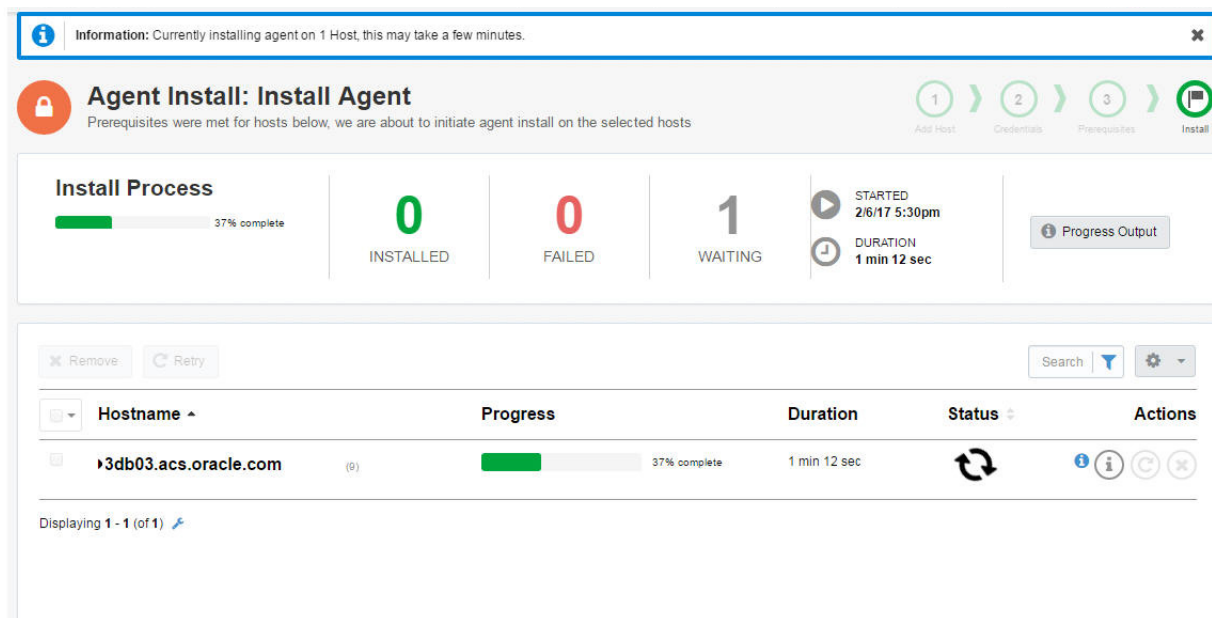 Information: Currently installing agent on 1 Host, this may take a few minutes.
Agent Install: Install Agent
Prerequisites were met for hosts below, we are about to initiate agent install on the selected hosts
1 2 3
Add Host Credentials Prerequisites Install
Install Process
37% complete
0
INSTALLED
0
FAILED
1
WAITING
STARTED
2/6/17 5:30pm
DURATION
1 min 12 sec
Progress Output
Remove Retry
Search
Hostname Progress Duration Status Actions
3db03.acs.oracle.com (9) 37% complete 1 min 12 sec
Displaying 1 - 1 (of 1)